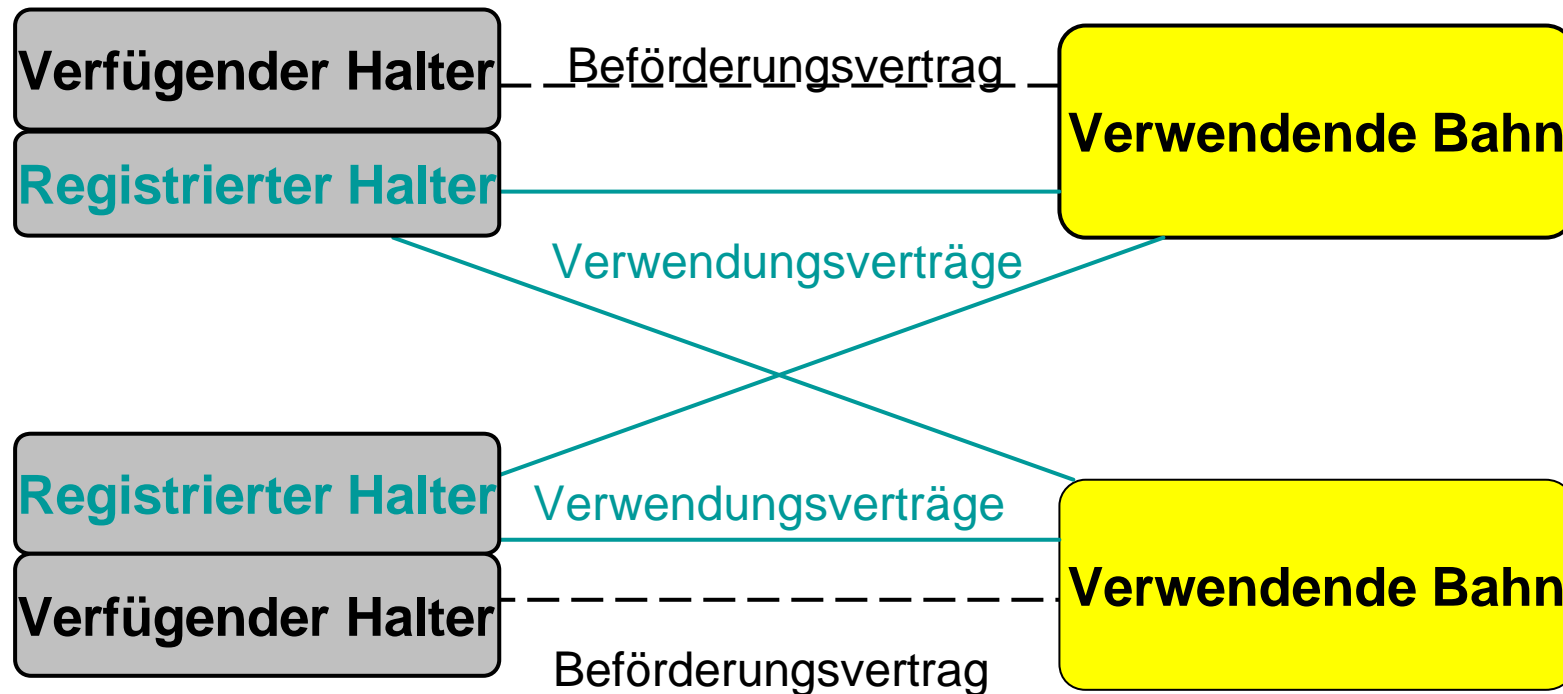 Verfügender Halter
Beförderungsvertrag
Verwendende Bahn
Registrierter Halter
Verwendungsverträge
Registrierter Halter
Verwendungsverträge
Verwendende Bahn
Verfügender Halter
Beförderungsvertrag